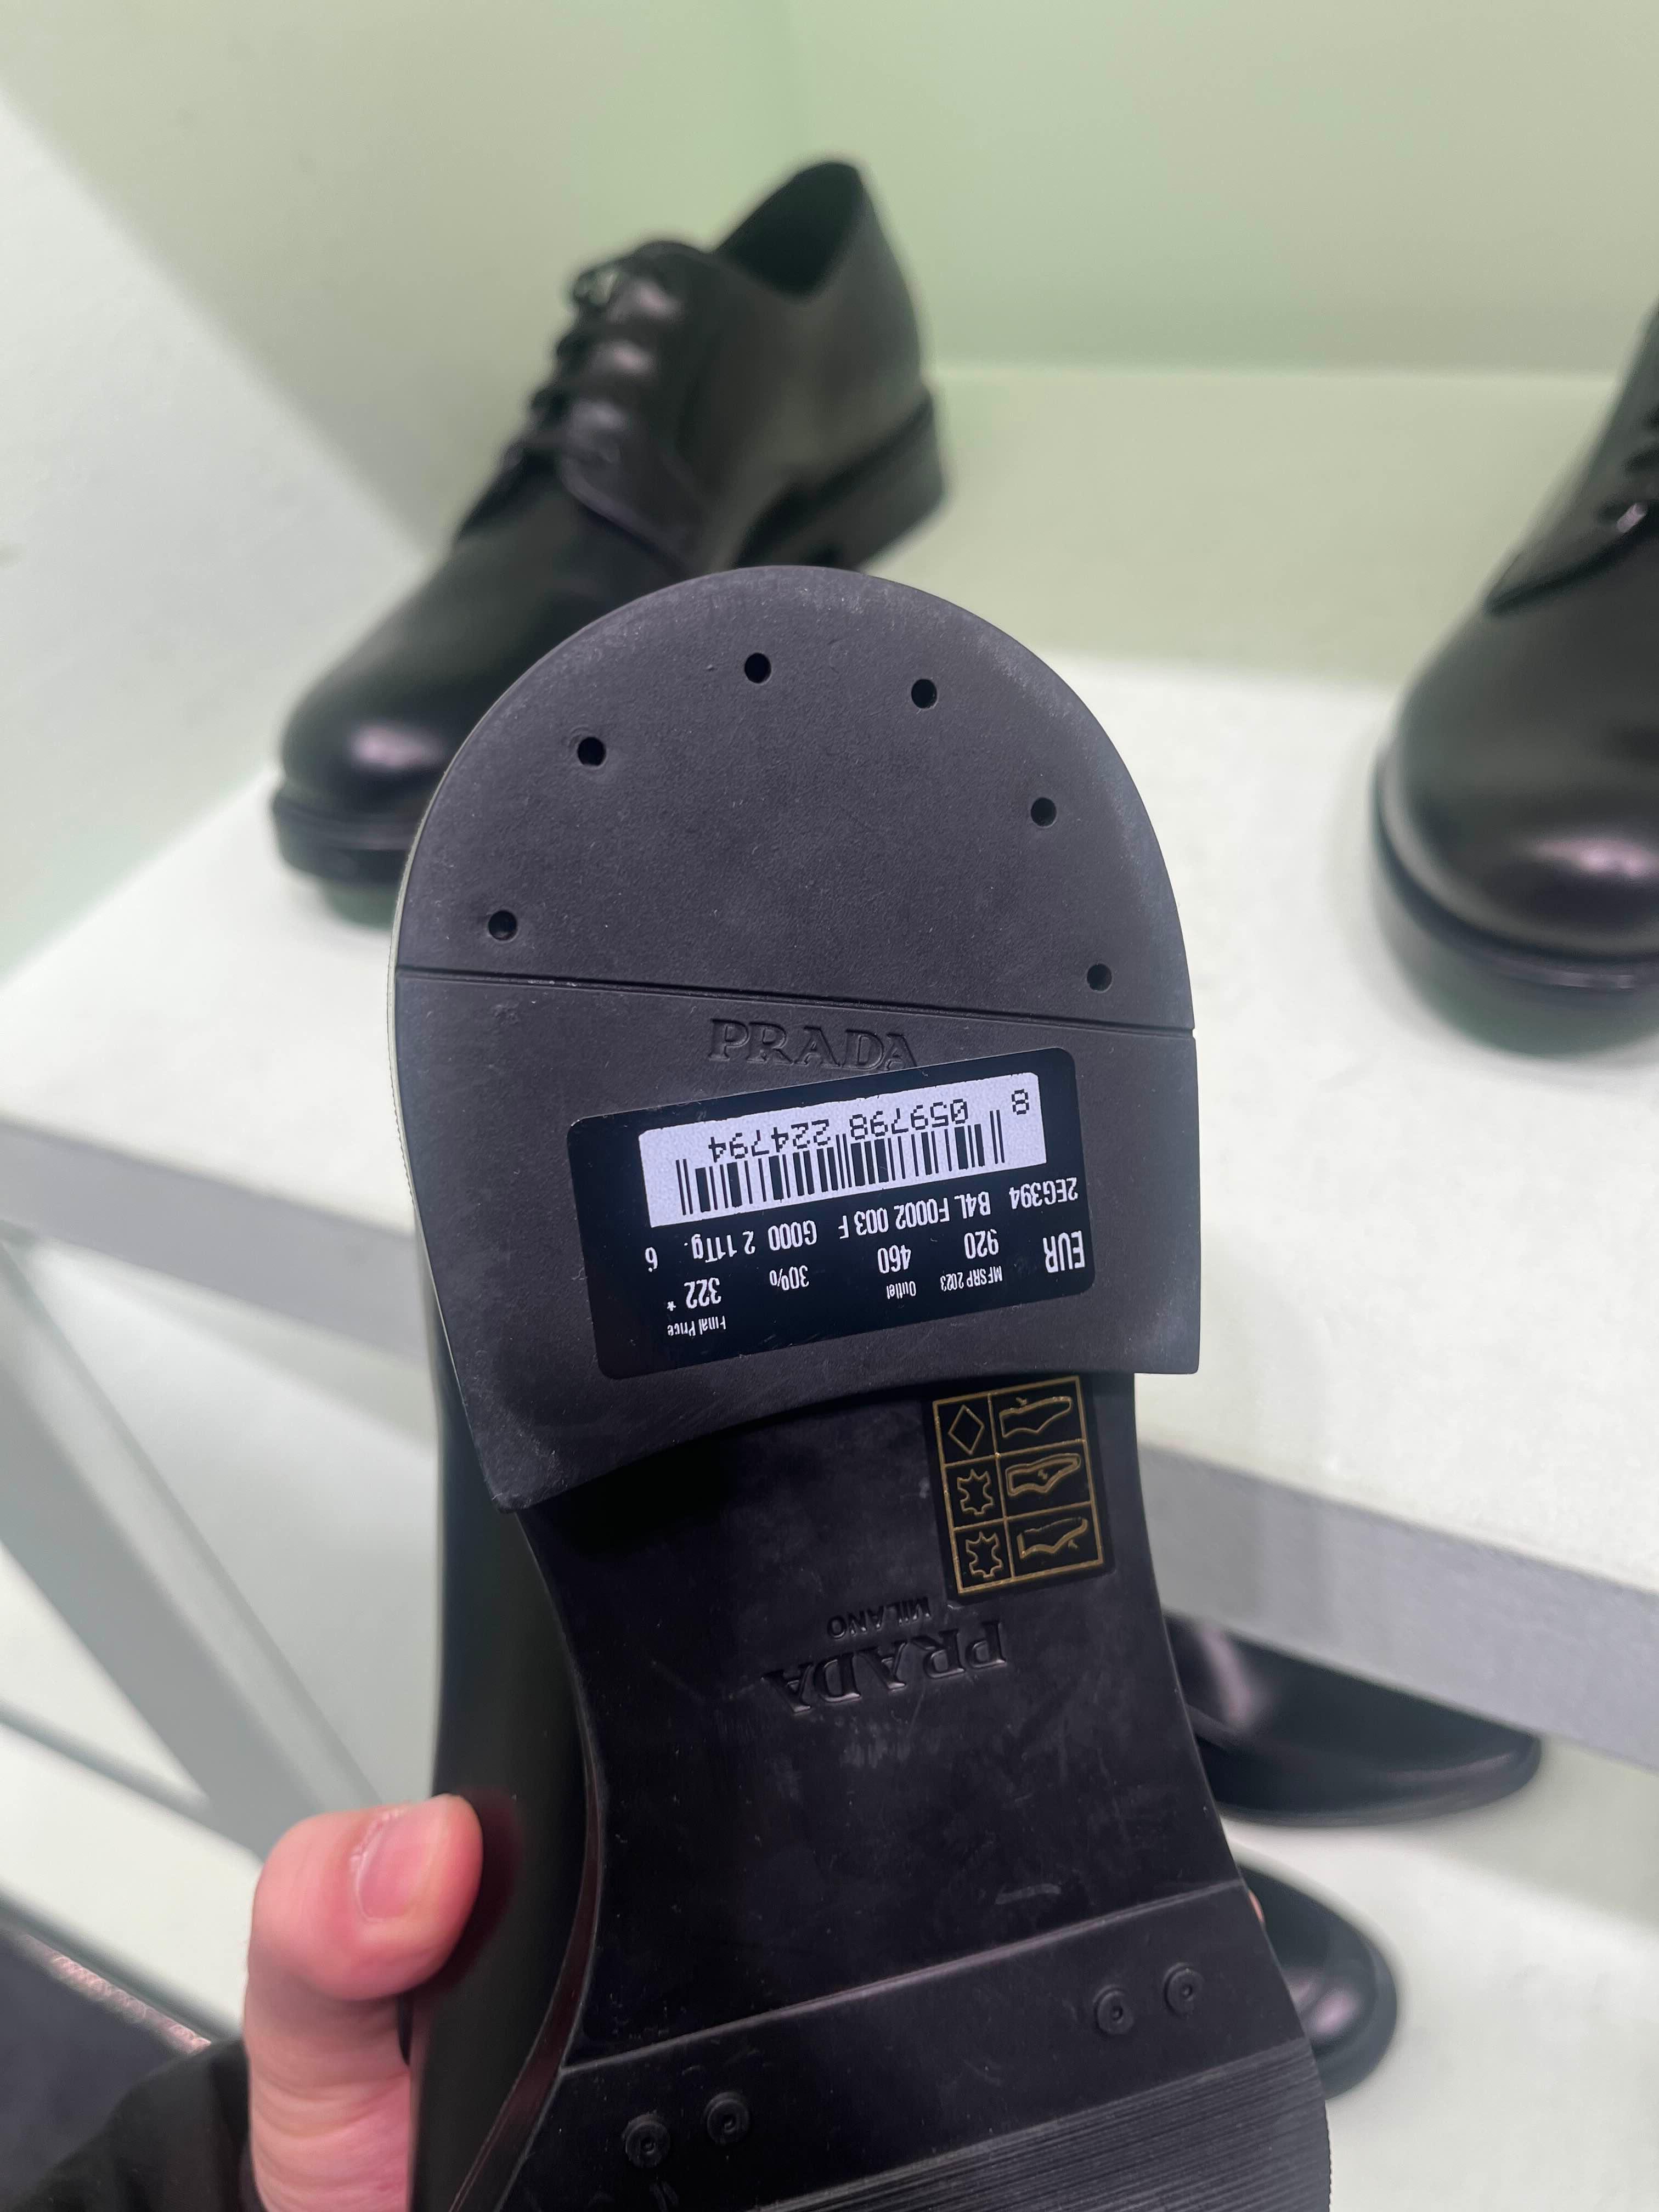 PRADA
Final Price
MFSRP 2023 Outlet
EUR 920 460 30% 322 *
2EG394 B4L F0002 003 F G000 2 11Tg. 6
8 059798 224794
PRADA
MILANO